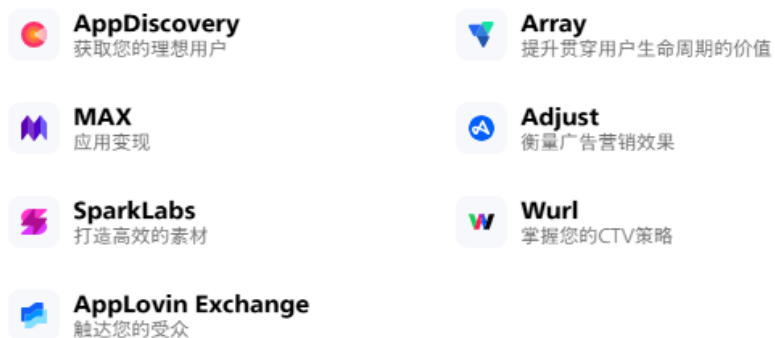 AppDiscovery
获取您的理想用户
Array
提升贯穿用户生命周期的价值
MAX
应用变现
Adjust
衡量广告营销效果
SparkLabs
打造高效的素材
Wurl
掌握您的CTV策略
AppLovin Exchange
触达您的受众